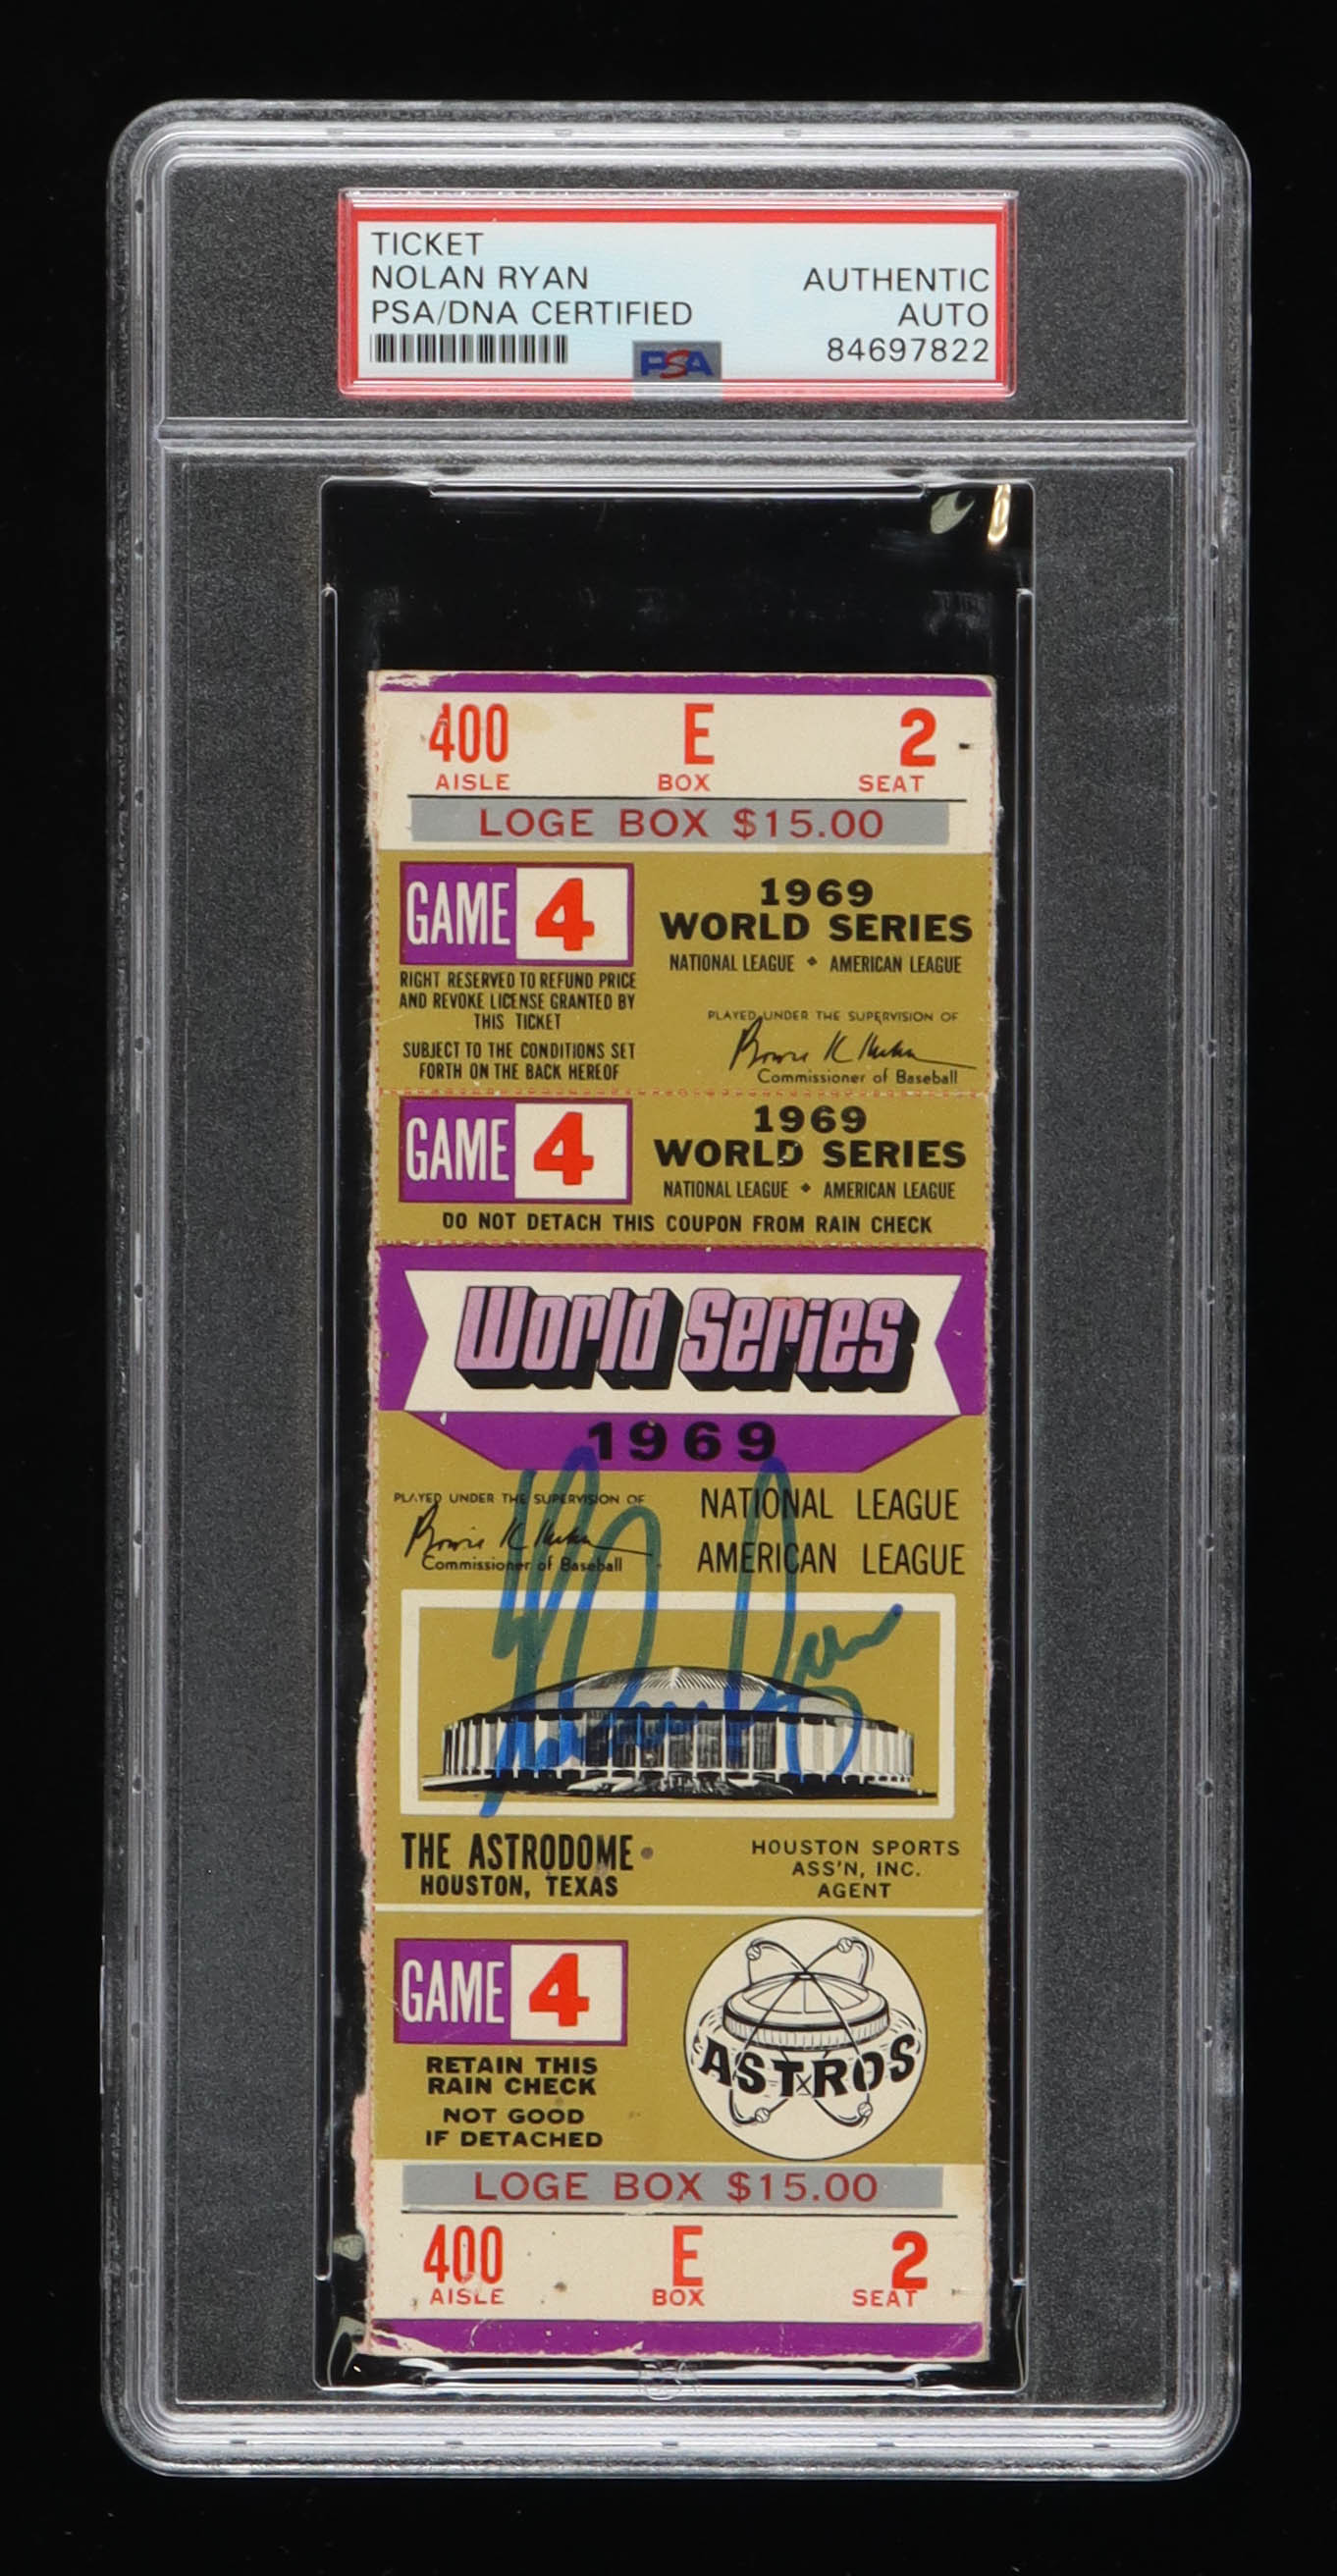 TICKET
NOLAN RYAN
PSA/DNA CERTIFIED
AUTHENTIC
AUTO
84697822
PSA
400 E 2
AISLE BOX SEAT
LOGE BOX $15.00
GAME 4
RIGHT RESERVED TO REFUND PRICE
AND REVOKE LICENSE GRANTED BY
THIS TICKET
SUBJECT TO THE CONDITIONS SET
FORTH ON THE BACK HEREOF
1969
WORLD SERIES
NATIONAL LEAGUE ◆ AMERICAN LEAGUE
PLAYED UNDER THE SUPERVISION OF
Bowie K Kuhn
Commissioner of Baseball
GAME 4
1969
WORLD SERIES
NATIONAL LEAGUE ◆ AMERICAN LEAGUE
DO NOT DETACH THIS COUPON FROM RAIN CHECK
World Series
1969
PLAYED UNDER THE SUPERVISION OF
Bowie K Kuhn
Commissioner of Baseball
NATIONAL LEAGUE
AMERICAN LEAGUE
Nolan Ryan
THE ASTRODOME
HOUSTON, TEXAS
HOUSTON SPORTS
ASS'N, INC.
AGENT
GAME 4
RETAIN THIS
RAIN CHECK
NOT GOOD
IF DETACHED
ASTROS
LOGE BOX $15.00
400 E 2
AISLE BOX SEAT